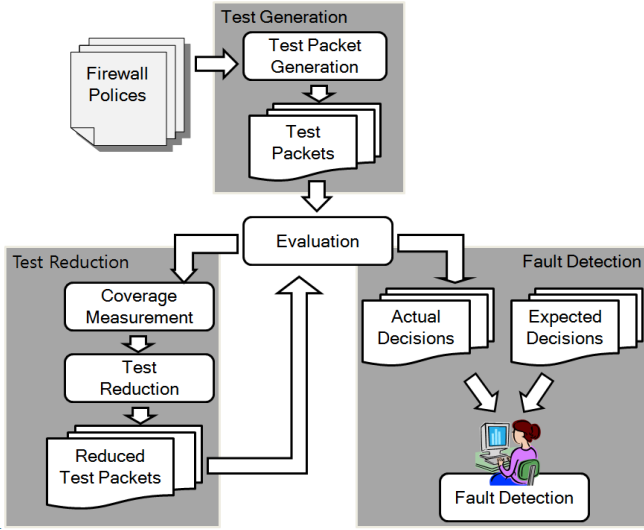 Test Generation
Firewall
Polices
Test Packet
Generation
Test
Packets
Evaluation
Test Reduction
Coverage
Measurement
Test
Reduction
Reduced
Test Packets
Fault Detection
Actual
Decisions
Expected
Decisions
Fault Detection